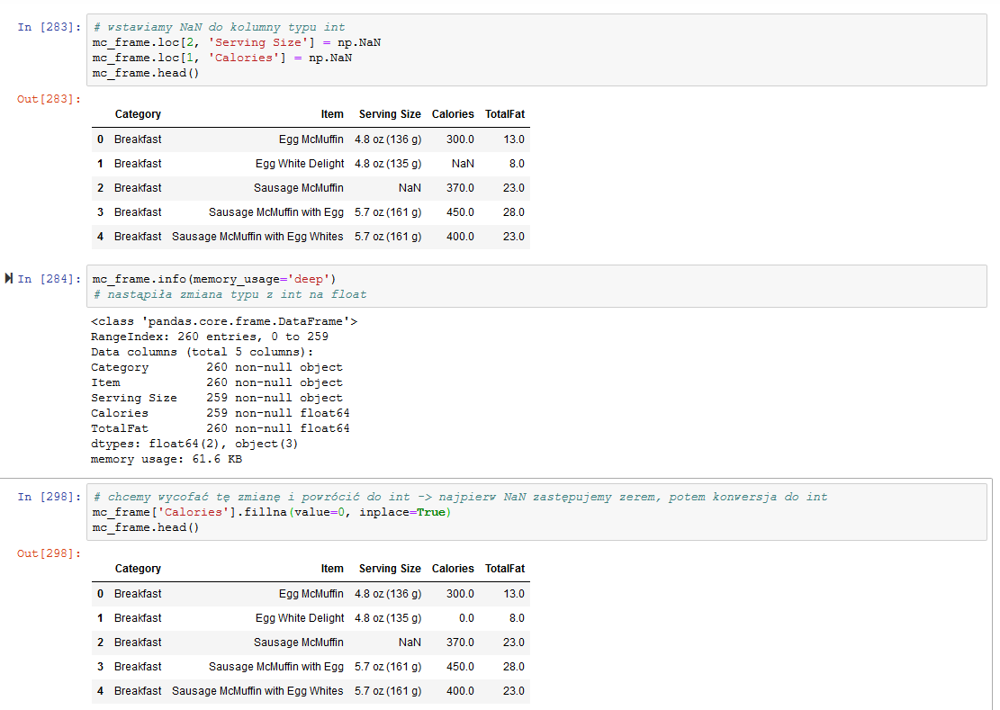 In [283]: # wstawiamy NaN do kolumny typu int
mc_frame.loc[2, 'Serving Size'] = np.NaN
mc_frame.loc[1, 'Calories'] = np.NaN
mc_frame.head()
Out[283]:
Category Item Serving Size Calories TotalFat
0 Breakfast Egg McMuffin 4.8 oz (136 g) 300.0 13.0
1 Breakfast Egg White Delight 4.8 oz (135 g) NaN 8.0
2 Breakfast Sausage McMuffin NaN 370.0 23.0
3 Breakfast Sausage McMuffin with Egg 5.7 oz (161 g) 450.0 28.0
4 Breakfast Sausage McMuffin with Egg Whites 5.7 oz (161 g) 400.0 23.0
In [284]: mc_frame.info(memory_usage='deep')
# nastąpiła zmiana typu z int na float
<class 'pandas.core.frame.DataFrame'>
RangeIndex: 260 entries, 0 to 259
Data columns (total 5 columns):
Category 260 non-null object
Item 260 non-null object
Serving Size 259 non-null object
Calories 259 non-null float64
TotalFat 260 non-null float64
dtypes: float64(2), object(3)
memory usage: 61.6 KB
In [298]: # chcemy wycofać tę zmianę i powrócić do int -> najpierw NaN zastępujemy zerem, potem konwersja do int
mc_frame['Calories'].fillna(value=0, inplace=True)
mc_frame.head()
Out[298]:
Category Item Serving Size Calories TotalFat
0 Breakfast Egg McMuffin 4.8 oz (136 g) 300.0 13.0
1 Breakfast Egg White Delight 4.8 oz (135 g) 0.0 8.0
2 Breakfast Sausage McMuffin NaN 370.0 23.0
3 Breakfast Sausage McMuffin with Egg 5.7 oz (161 g) 450.0 28.0
4 Breakfast Sausage McMuffin with Egg Whites 5.7 oz (161 g) 400.0 23.0